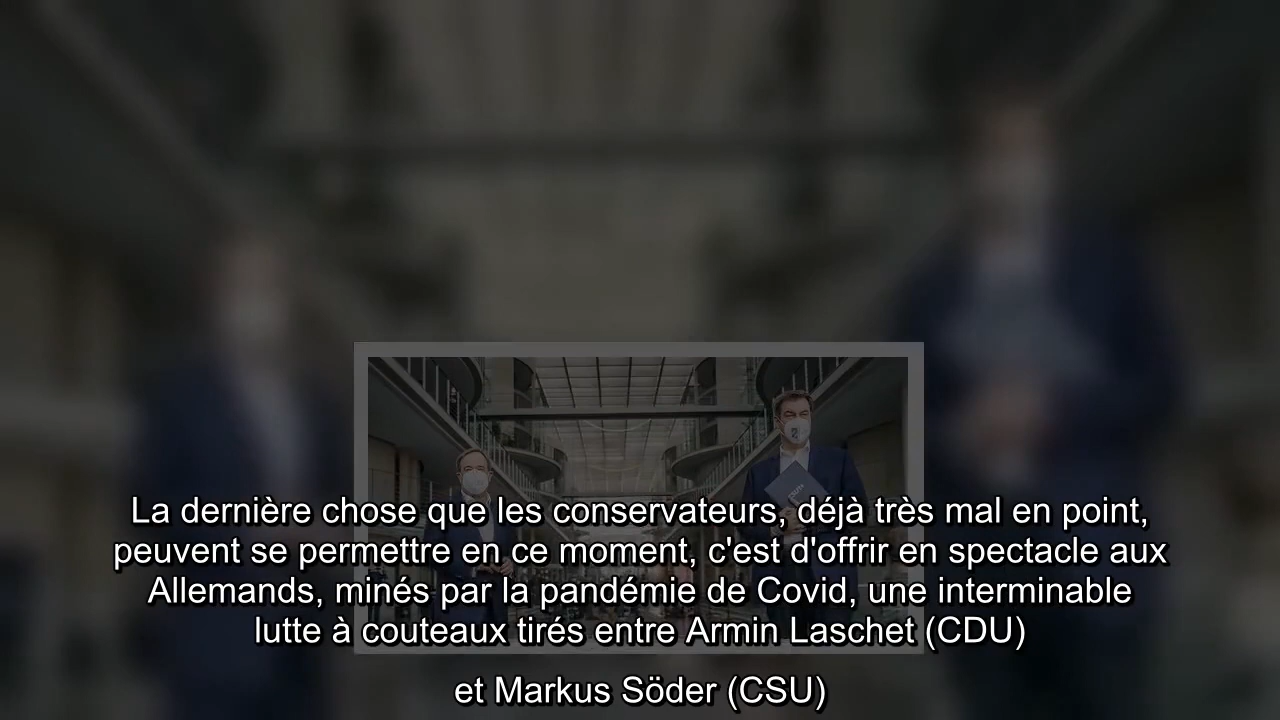 La dernière chose que les conservateurs, déjà très mal en point,
peuvent se permettre en ce moment, c'est d'offrir en spectacle aux
Allemands, minés par la pandémie de Covid, une interminable
lutte à couteaux tirés entre Armin Laschet (CDU)
et Markus Söder (CSU)